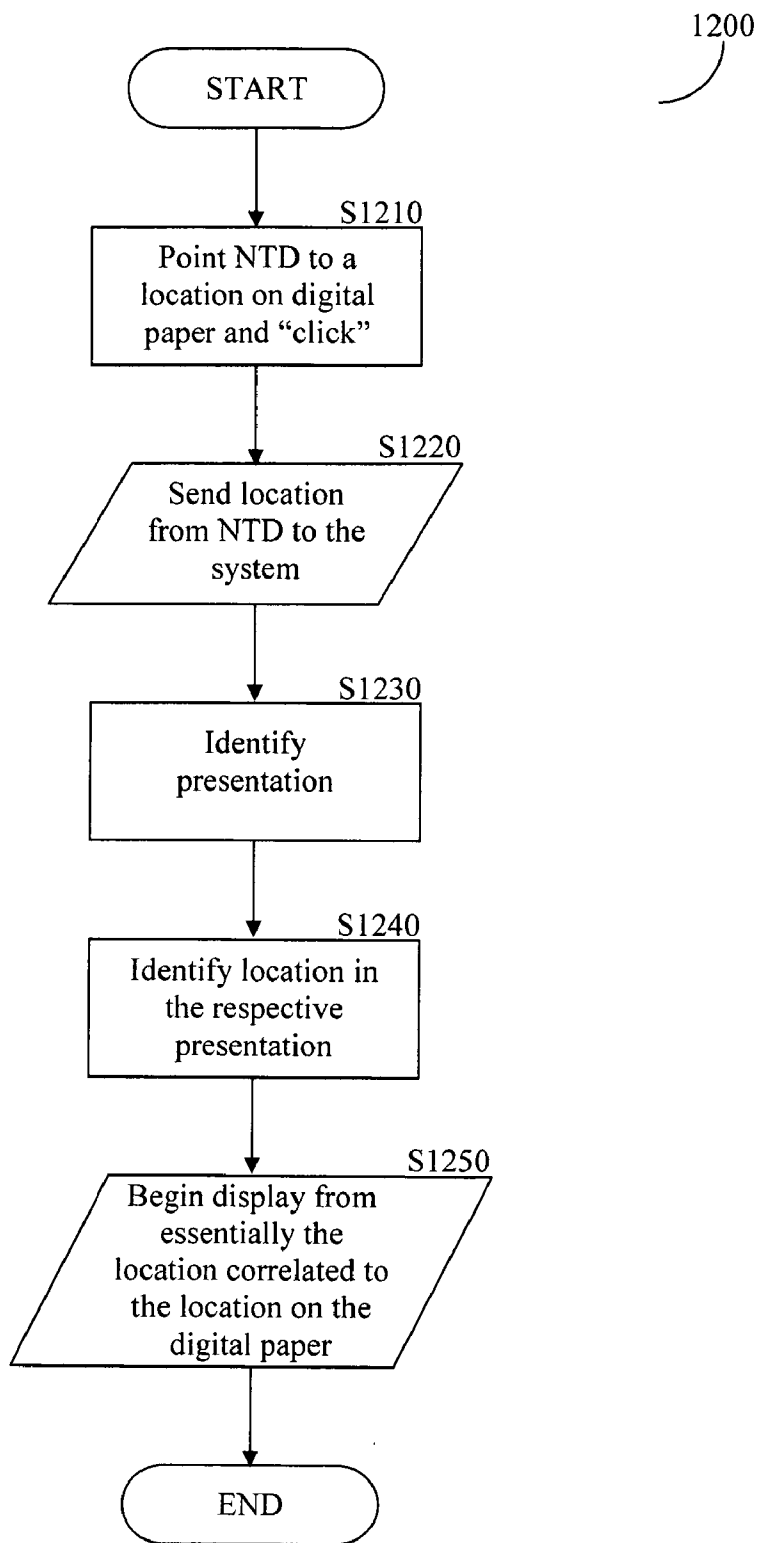 1200
START
S1210
Point NTD to a
location on digital
paper and “click”
S1220
Send location
from NTD to the
system
S1230
Identify
presentation
S1240
Identify location in
the respective
presentation
S1250
Begin display from
essentially the
location correlated to
the location on the
digital paper
END